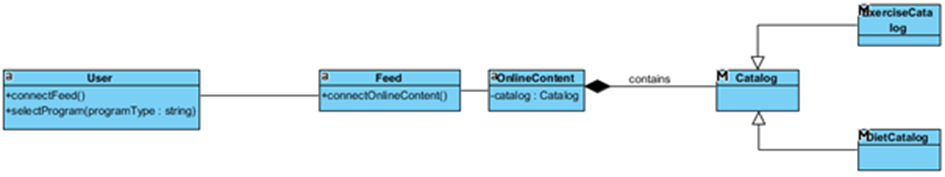 a
User
+connectFeed()
+selectProgram(programType : string)
a
Feed
+connectOnlineContent()
a
OnlineContent
-catalog : Catalog
contains
M
Catalog
M
ExerciseCata
log
M
DietCatalog